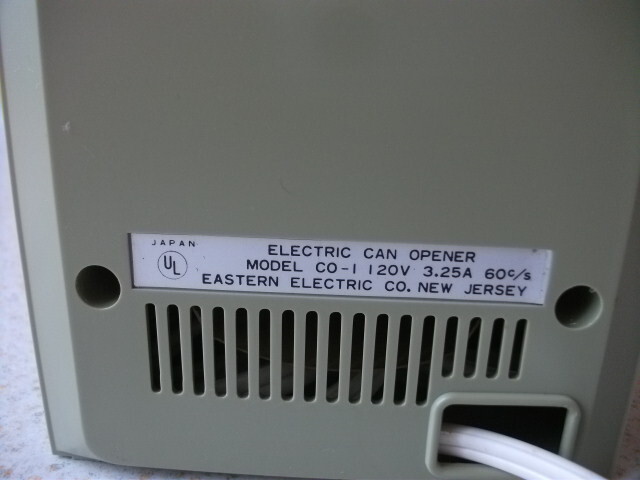 JAPAN
UL
ELECTRIC CAN OPENER
MODEL CO-1 120V 3.25A 60c/s
EASTERN ELECTRIC CO. NEW JERSEY